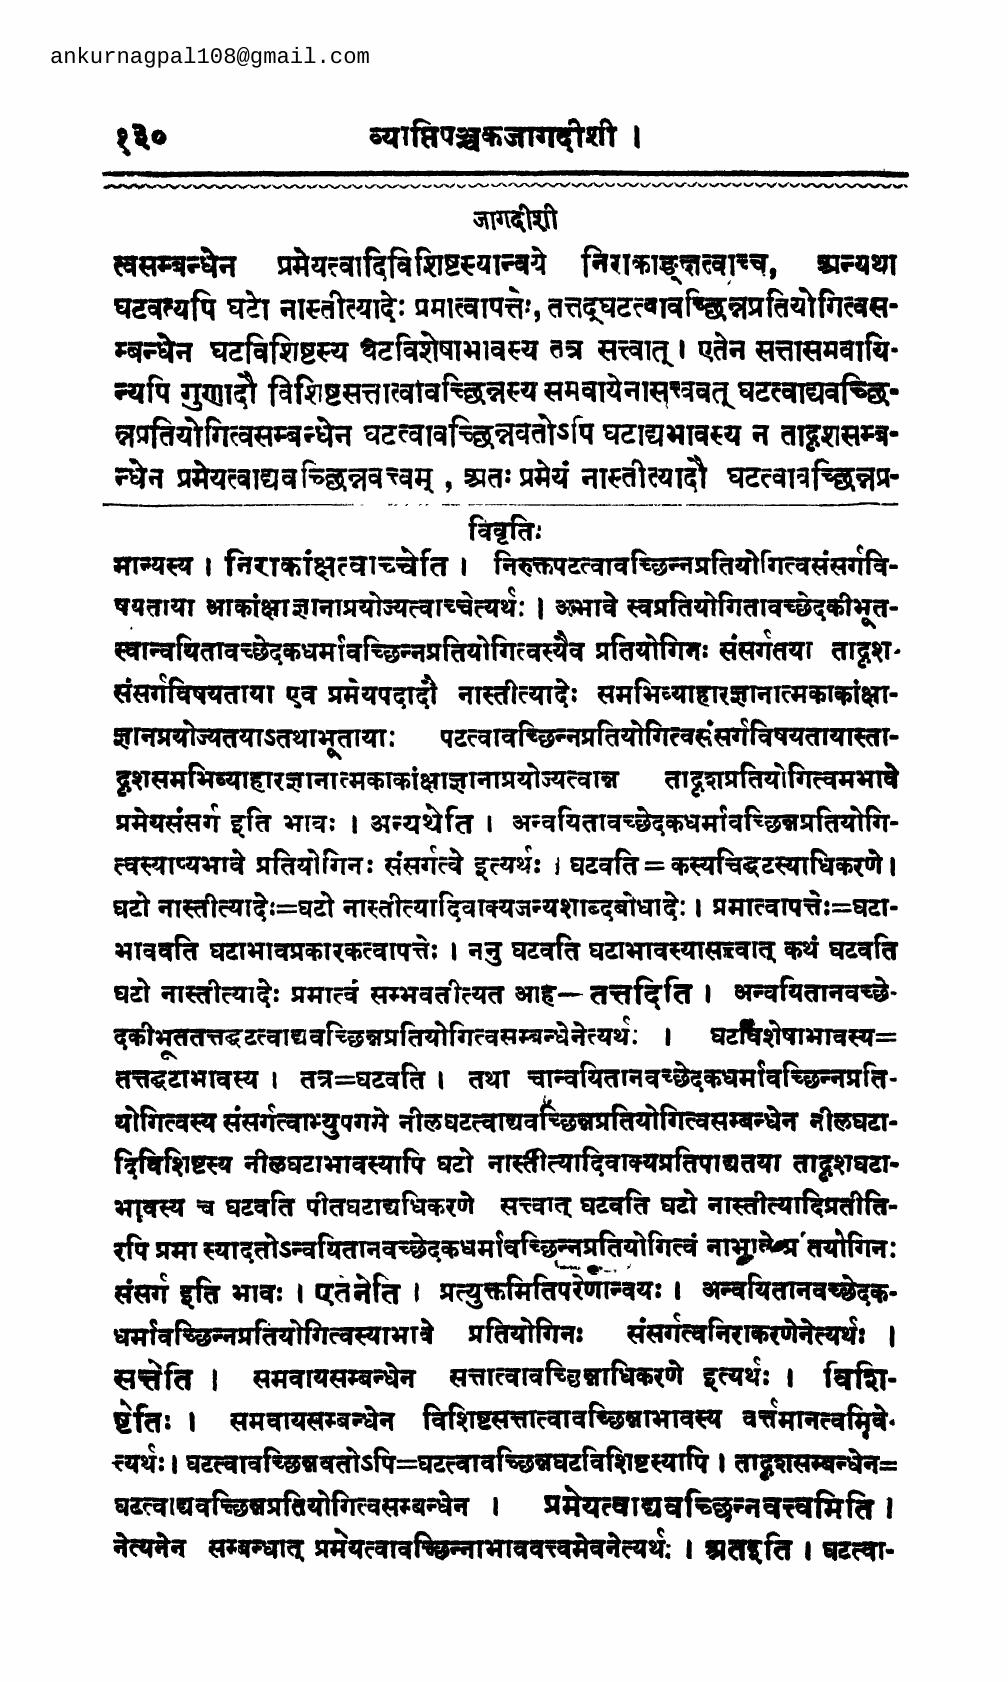 ankurnagpal108@gmail.com
१३० व्याप्तिपञ्चकजागदीशी ।
जागदीशी
त्वसम्बन्धेन प्रमेयत्वादिविशिष्टस्यान्वये निराकाङ्क्षत्वाच्च, अन्यथा
घटवत्यपि घटो नास्तीत्यादेः प्रमात्वापत्तेः, तत्तद्घटत्वावच्छिन्नप्रतियोगित्वस-
म्बन्धेन घटविशिष्टस्य घटविशेषाभावस्य तत्र सत्त्वात् । एतेन सत्तासमवायि-
न्यपि गुणादौ विशिष्टसत्तात्वावच्छिन्नस्य समवायेनासत्त्ववत् घटत्वाद्यवच्छि-
न्नप्रतियोगित्वसम्बन्धेन घटत्वावच्छिन्नवतोऽपि घटाद्यभावस्य न तादृशसम्ब-
न्धेन प्रमेयत्वाद्यवच्छिन्नवत्त्वम् , अतः प्रमेयं नास्तीत्यादौ घटत्वावच्छिन्नप्र-
विवृतिः
मान्यस्य । निराकांक्षत्वाच्चेति । निरुक्तपटत्वावच्छिन्नप्रतियोगित्वसंसर्गवि-
षयताया आकांक्षाज्ञानाप्रयोज्यत्वाच्चेत्यर्थः । अभावे स्वप्रतियोगितावच्छेदकीभूत-
स्वान्वयितावच्छेदकधर्मावच्छिन्नप्रतियोगित्वस्यैव प्रतियोगिनः संसर्गतया तादृश-
संसर्गविषयताया एव प्रमेयपदादौ नास्तीत्यादेः समभिव्याहारज्ञानात्मकाकांक्षा-
ज्ञानप्रयोज्यतयाऽतथाभूतायाः पटत्वावच्छिन्नप्रतियोगित्वसंसर्गविषयतायास्ता-
दृशसमभिव्याहारज्ञानात्मकाकांक्षाज्ञानाप्रयोज्यत्वान्न तादृशप्रतियोगित्वमभावे
प्रमेयसंसर्ग इति भावः । अन्यथेति । अन्वयितावच्छेदकधर्मावच्छिन्नप्रतियोगि-
त्वस्याप्यभावे प्रतियोगिनः संसर्गत्वे इत्यर्थः । घटवति = कस्यचिद्घटस्याधिकरणे ।
घटो नास्तीत्यादेः=घटो नास्तीत्यादिवाक्यजन्यशाब्दबोधादेः । प्रमात्वापत्तेः=घटा-
भाववति घटाभावप्रकारकत्वापत्तेः । ननु घटवति घटाभावस्यासत्त्वात् कथं घटवति
घटो नास्तीत्यादेः प्रमात्वं सम्भवतीत्यत आह— तत्तदिति । अन्वयितानवच्छे-
दकीभूततत्तद्घटत्वाद्यवच्छिन्नप्रतियोगित्वसम्बन्धेनेत्यर्थः । घटविशेषाभावस्य=
तत्तद्घटाभावस्य । तत्र=घटवति । तथा चान्वयितानवच्छेदकधर्मावच्छिन्नप्रति-
योगित्वस्य संसर्गत्वाभ्युपगमे नीलघटत्वाद्यवच्छिन्नप्रतियोगित्वसम्बन्धेन नीलघटा-
दिविशिष्टस्य नीलघटाभावस्यापि घटो नास्तीत्यादिवाक्यप्रतिपाद्यतया तादृशघटा-
भावस्य च घटवति पीतघटाद्यधिकरणे सत्त्वात् घटवति घटो नास्तीत्यादिप्रतीति-
रपि प्रमा स्यादतोऽन्वयितानवच्छेदकधर्मावच्छिन्नप्रतियोगित्वं नाभावे प्रतियोगिनः
संसर्ग इति भावः । एतेनेति । प्रत्युक्तमितिपरेणान्वयः । अन्वयितानवच्छेदक-
धर्मावच्छिन्नप्रतियोगित्वस्याभावे प्रतियोगिनः संसर्गत्वनिराकरणेनेत्यर्थः ।
सत्तेति । समवायसम्बन्धेन सत्तात्वावच्छिन्नाधिकरणे इत्यर्थः । विशि-
ष्टेतिः । समवायसम्बन्धेन विशिष्टसत्तात्वावच्छिन्नाभावस्य वर्त्तमानत्वमिवे-
त्यर्थः । घटत्वावच्छिन्नवतोऽपि=घटत्वावच्छिन्नघटविशिष्टस्यापि । तादृशसम्बन्धेन=
घटत्वाद्यवच्छिन्नप्रतियोगित्वसम्बन्धेन । प्रमेयत्वाद्यवच्छिन्नवत्त्वमिति ।
नेत्यनेन सम्बन्धात् प्रमेयत्वावच्छिन्नाभाववत्त्वमेवनेत्यर्थः । अतइति । घटत्वा-